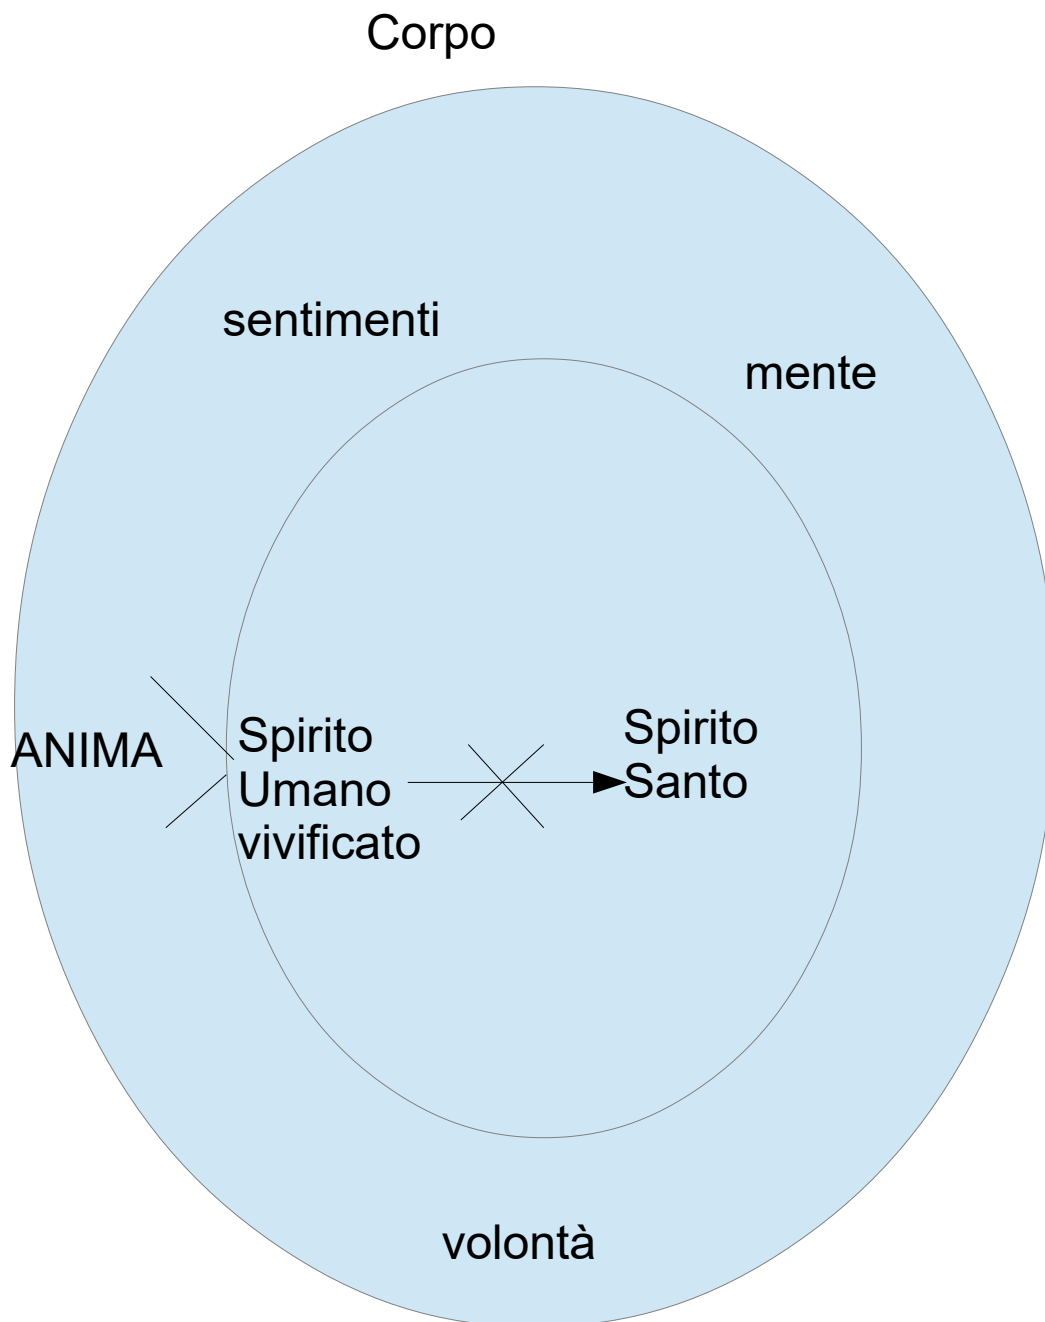 Corpo
sentimenti
mente
ANIMA
Spirito
Umano
vivificato
Spirito
Santo
volontà